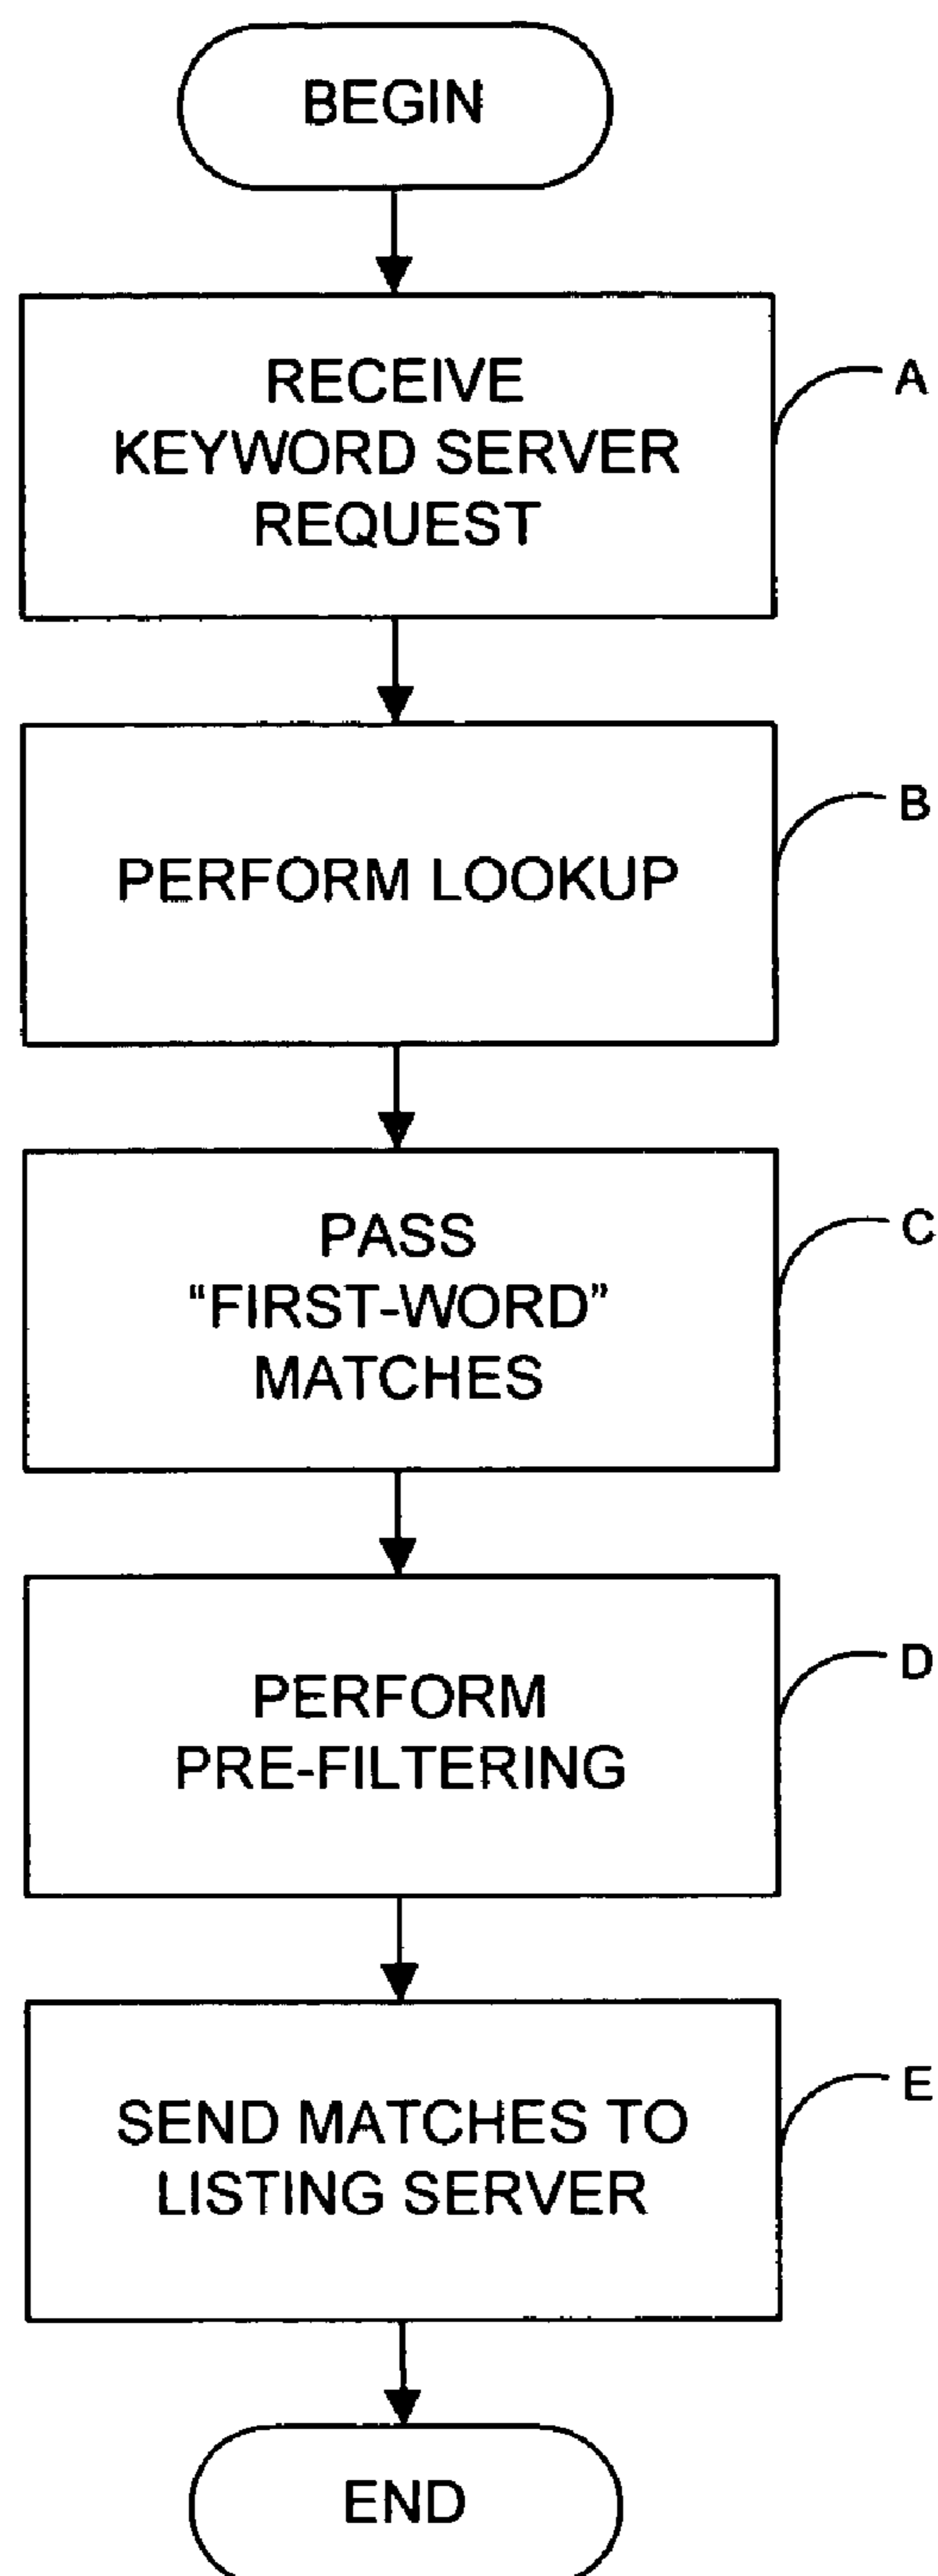 BEGIN
RECEIVE
KEYWORD SERVER
REQUEST
A
PERFORM LOOKUP
B
PASS
“FIRST-WORD”
MATCHES
C
PERFORM
PRE-FILTERING
D
SEND MATCHES TO
LISTING SERVER
E
END